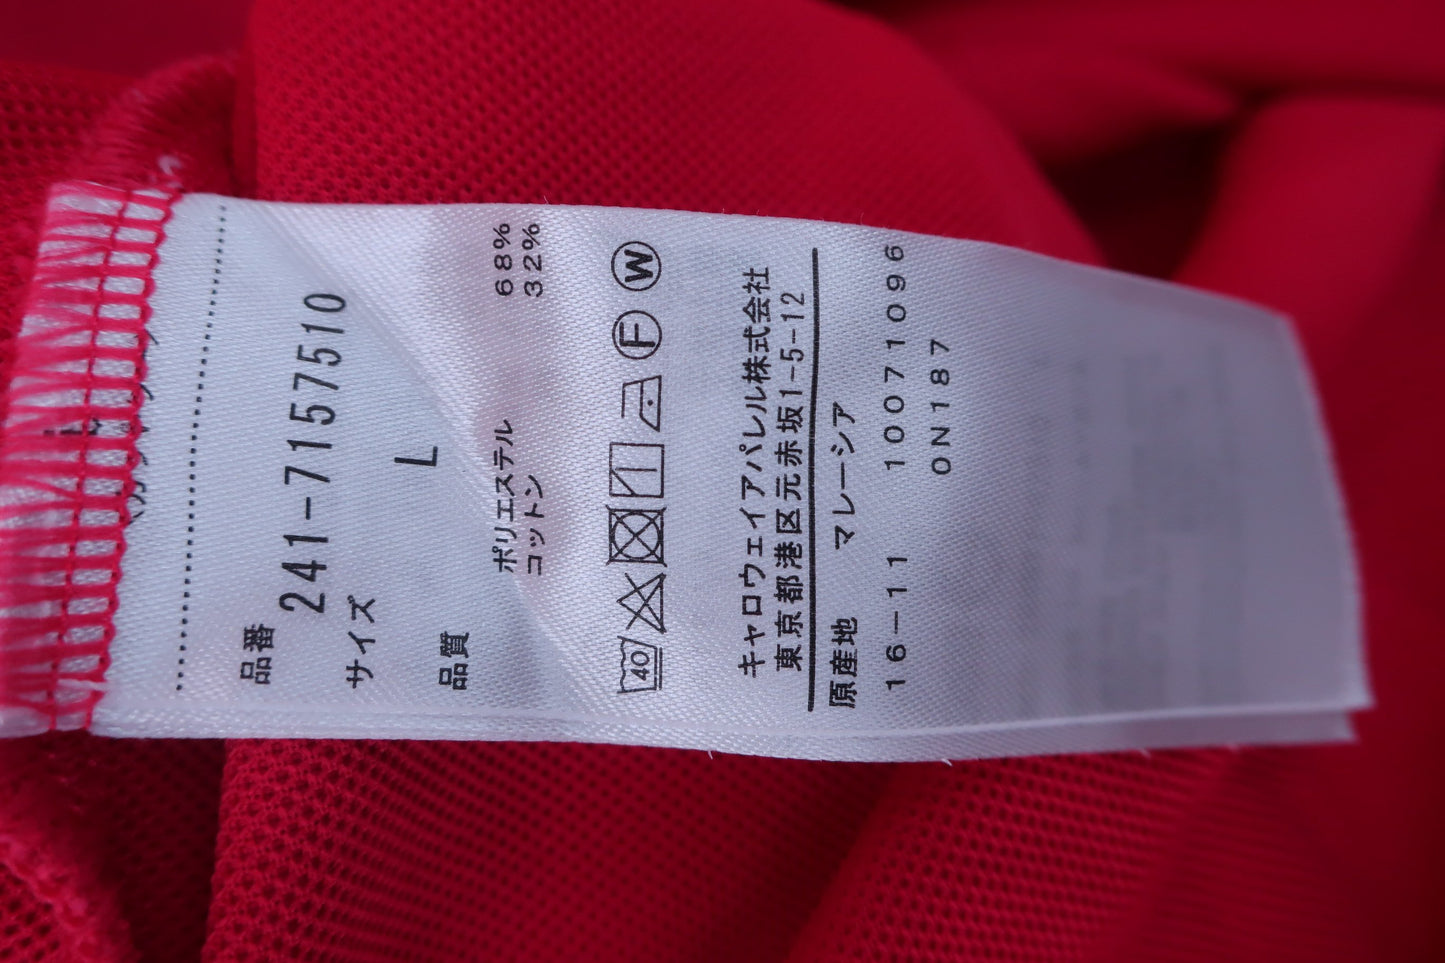 品番
241-7157510
サイズ
L
品質
ポリエステル 68%
コットン 32%
40 F W
キャロウェイアパレル株式会社
東京都港区元赤坂1-5-12
原産地 マレーシア
16-11 10071096
0N187